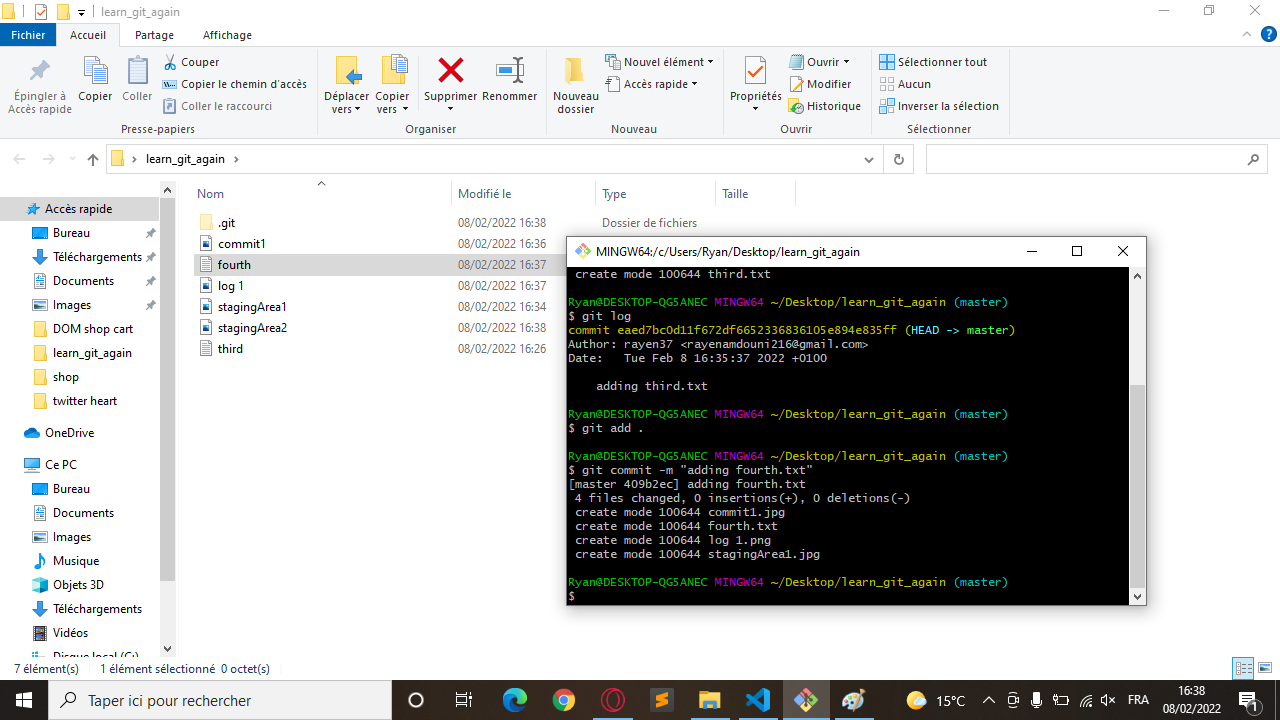 learn_git_again
Fichier Accueil Partage Affichage
Épingler à Accès rapide
Copier
Coller
Couper
Copier le chemin d'accès
Coller le raccourci
Déplacer vers
Copier vers
Supprimer
Renommer
Nouveau dossier
Nouvel élément
Accès rapide
Propriétés
Ouvrir
Modifier
Historique
Sélectionner tout
Aucun
Inverser la sélection
Presse-papiers Organiser Nouveau Ouvrir Sélectionner
learn_git_again
Nom Modifié le Type Taille
.git 08/02/2022 16:38 Dossier de fichiers
commit1 08/02/2022 16:36
fourth 08/02/2022 16:37
log 1 08/02/2022 16:37
stagingArea1 08/02/2022 16:34
stagingArea2 08/02/2022 16:38
third 08/02/2022 16:26
Accès rapide
Bureau
Téléchargements
Documents
Images
DOM shop cart
learn_git_again
shop
twitter heart
OneDrive
Ce PC
Bureau
Documents
Images
Musique
Objets 3D
Téléchargements
Vidéos
Disque local (C:)
MINGW64:/c/Users/Ryan/Desktop/learn_git_again
create mode 100644 third.txt
Ryan@DESKTOP-QG5ANEC MINGW64 ~/Desktop/learn_git_again (master)
$ git log
commit eaed7bc0d11f672df6652336836105e894e835ff (HEAD -> master)
Author: rayen37 <rayenamdouni216@gmail.com>
Date:   Tue Feb 8 16:35:37 2022 +0100
adding third.txt
Ryan@DESKTOP-QG5ANEC MINGW64 ~/Desktop/learn_git_again (master)
$ git add .
Ryan@DESKTOP-QG5ANEC MINGW64 ~/Desktop/learn_git_again (master)
$ git commit -m "adding fourth.txt"
[master 409b2ec] adding fourth.txt
4 files changed, 0 insertions(+), 0 deletions(-)
create mode 100644 commit1.jpg
create mode 100644 fourth.txt
create mode 100644 log 1.png
create mode 100644 stagingArea1.jpg
Ryan@DESKTOP-QG5ANEC MINGW64 ~/Desktop/learn_git_again (master)
$
7 élément(s) 1 élément sélectionné 0 octet(s)
Taper ici pour rechercher
15°C
FRA
16:38
08/02/2022
1